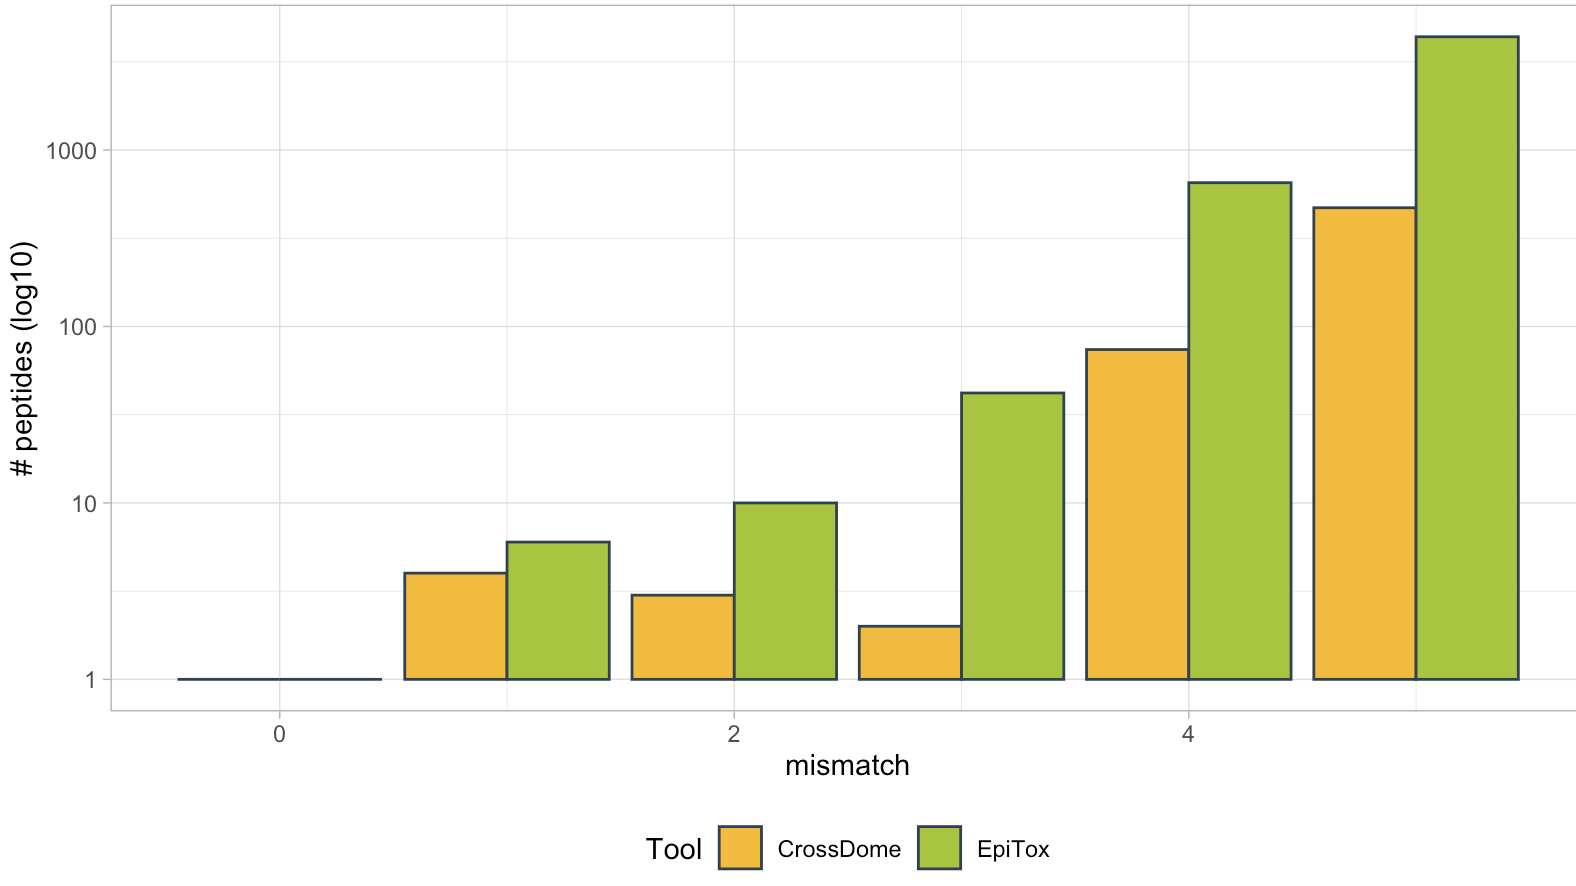 # peptides (log10)
1000
100
10
1
0 2 4
mismatch
Tool CrossDome EpiTox